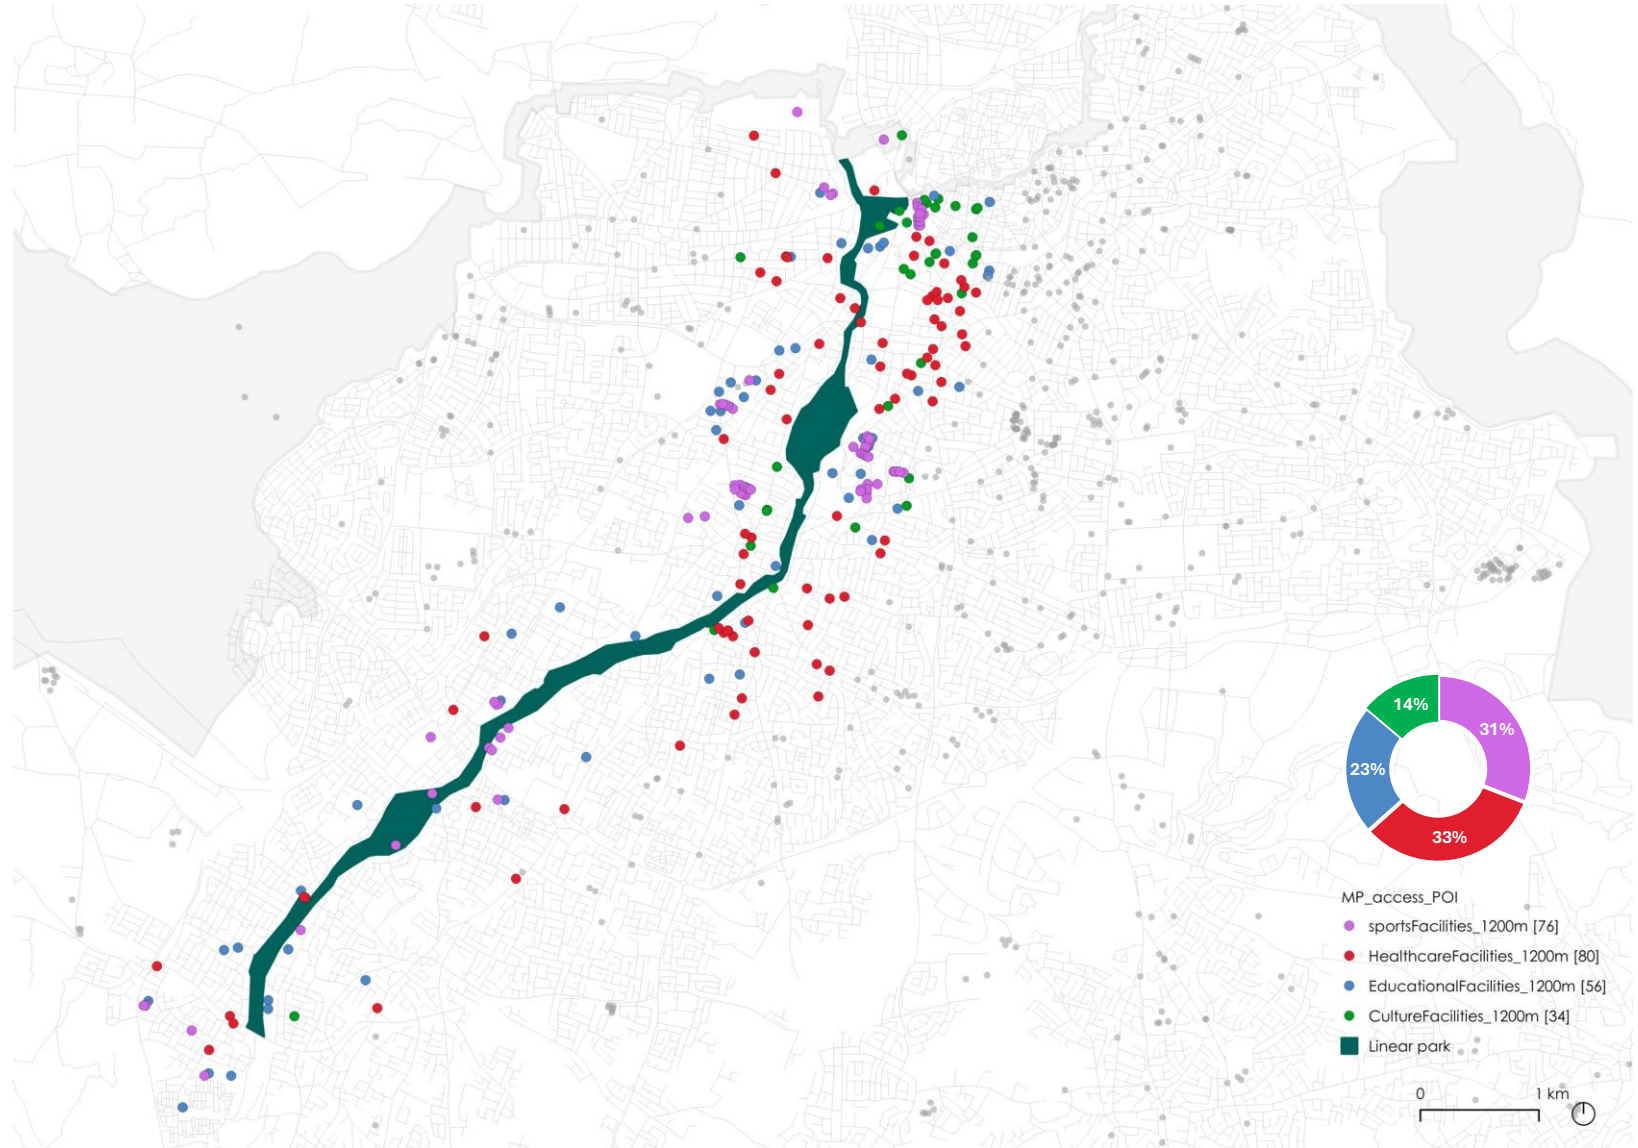 14%
31%
23%
33%
MP_access_POI
sportsFacilities_1200m [76]
HealthcareFacilities_1200m [80]
EducationalFacilities_1200m [56]
CultureFacilities_1200m [34]
Linear park
0 1 km